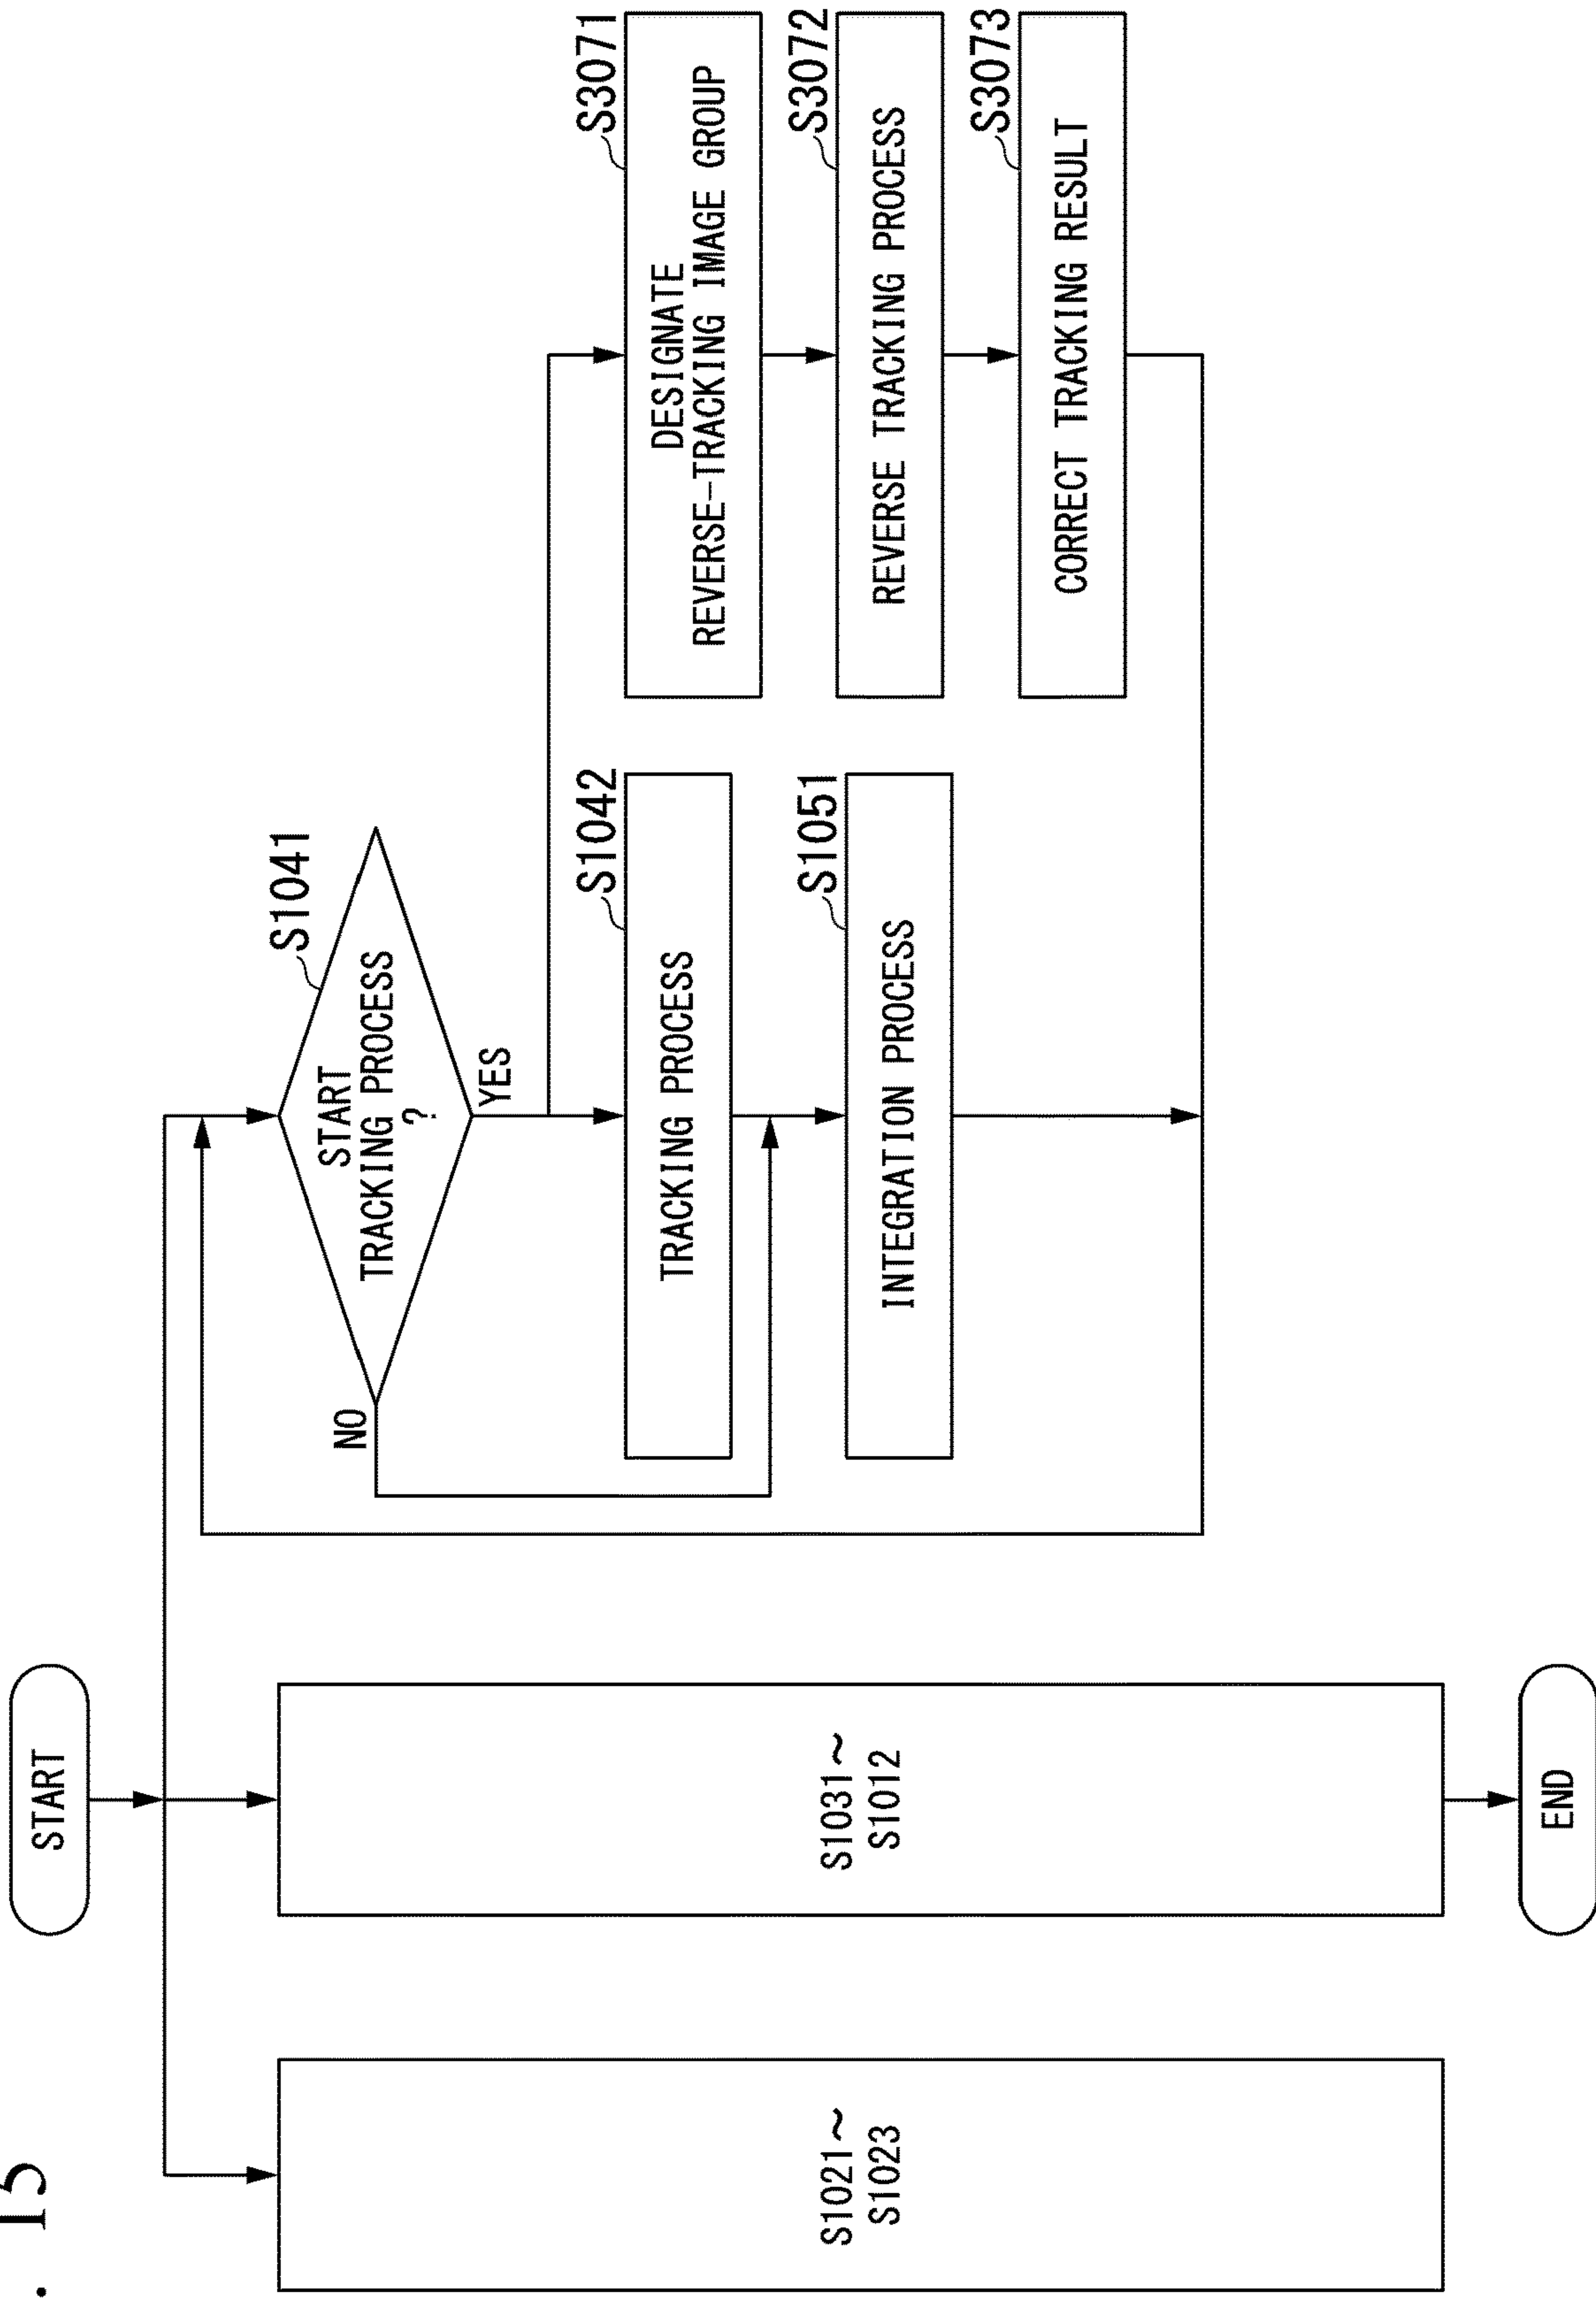 . 15
START
S1021~
S1023
S1031~
S1012
END
START
TRACKING PROCESS
?
S1041
NO
YES
TRACKING PROCESS
S1042
INTEGRATION PROCESS
S1051
DESIGNATE
REVERSE-TRACKING IMAGE GROUP
S3071
REVERSE TRACKING PROCESS
S3072
CORRECT TRACKING RESULT
S3073